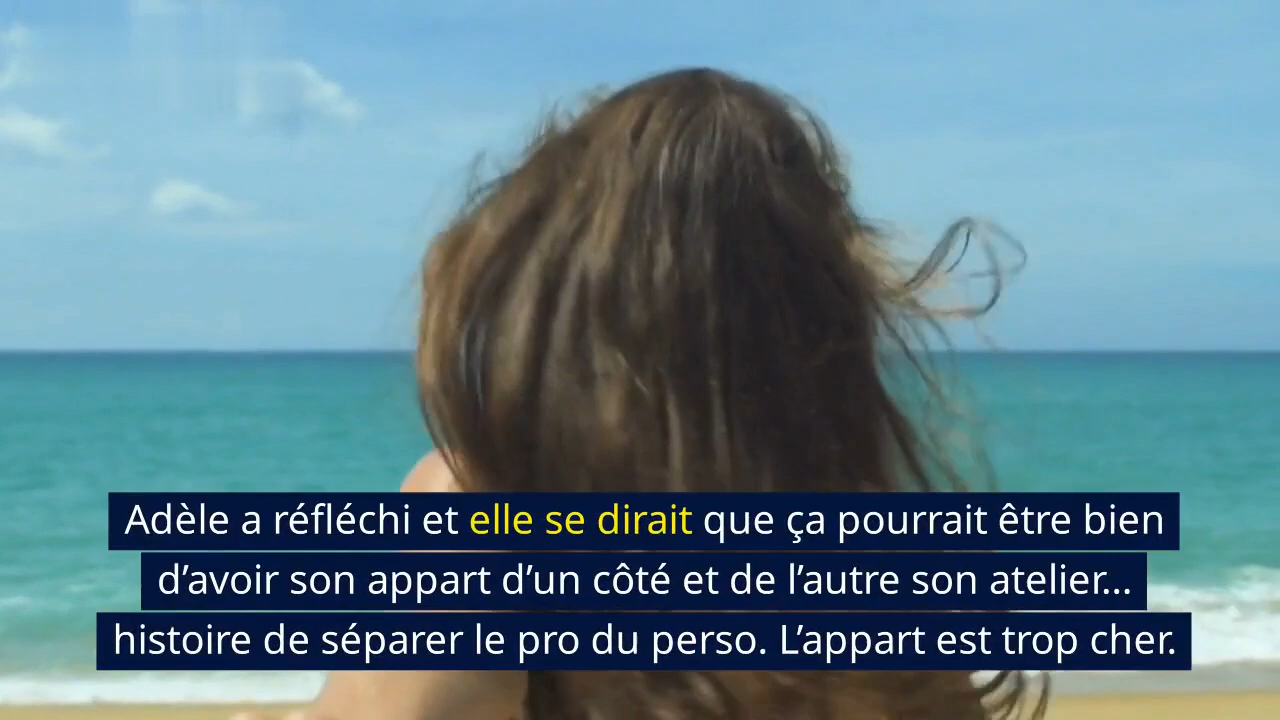 Adèle a réfléchi et elle se dirait que ça pourrait être bien
d’avoir son appart d’un côté et de l’autre son atelier...
histoire de séparer le pro du perso. L’appart est trop cher.